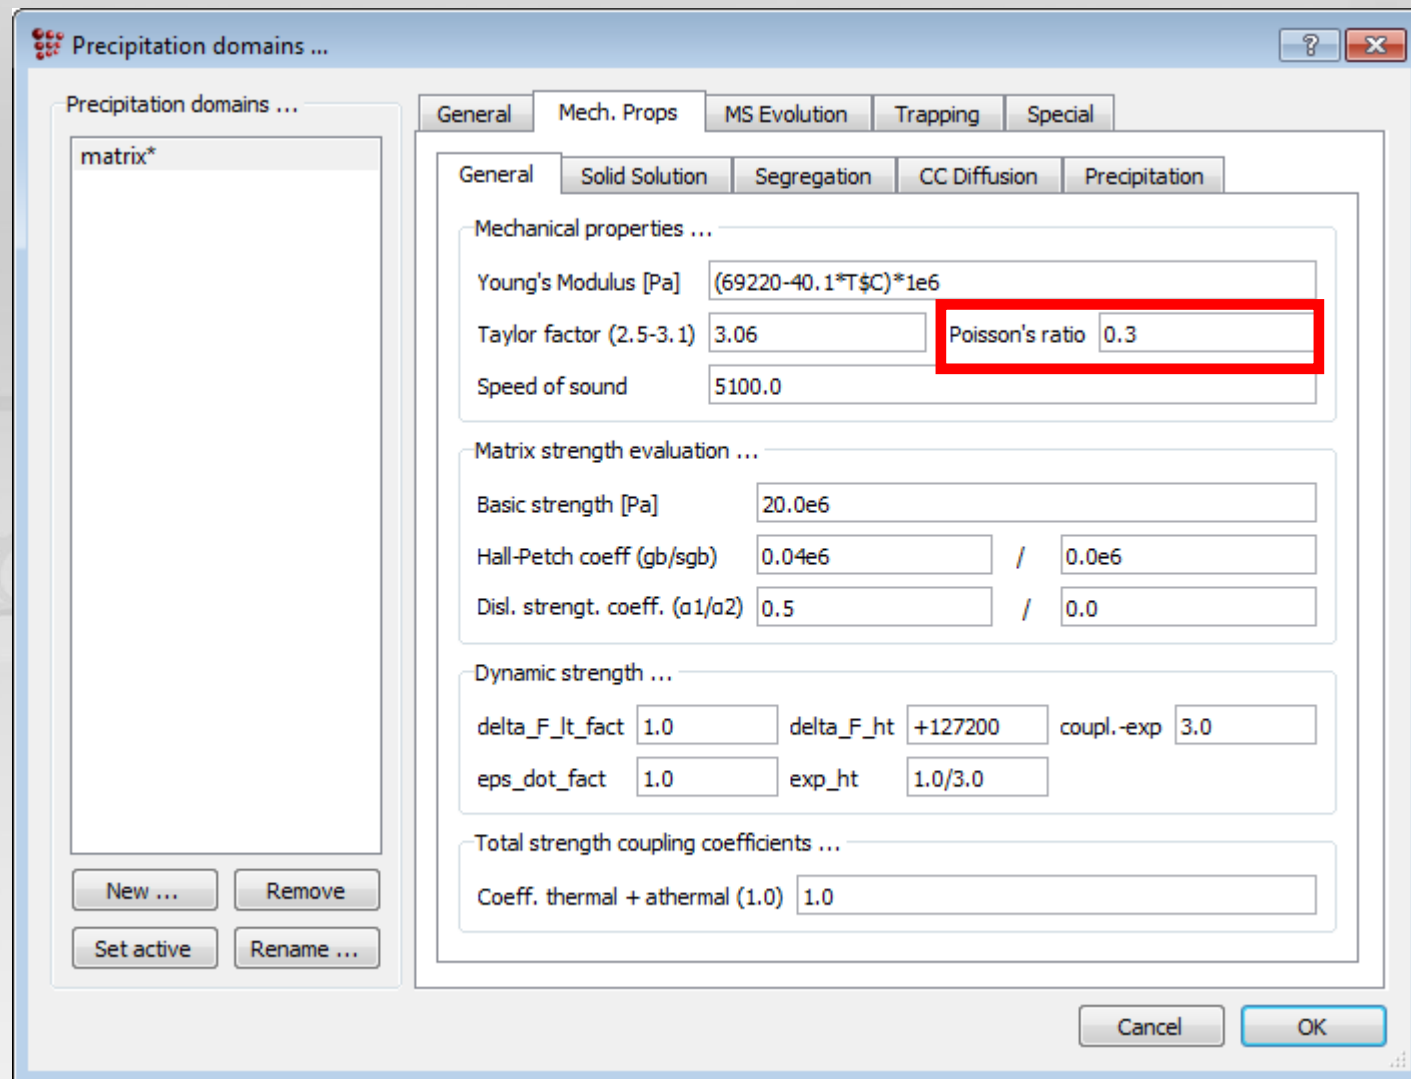 Precipitation domains ...
Precipitation domains ...
matrix*
New ...
Remove
Set active
Rename ...
General
Mech. Props
MS Evolution
Trapping
Special
General
Solid Solution
Segregation
CC Diffusion
Precipitation
Mechanical properties ...
Young's Modulus [Pa] (69220-40.1*T$C)*1e6
Taylor factor (2.5-3.1) 3.06 Poisson's ratio 0.3
Speed of sound 5100.0
Matrix strength evaluation ...
Basic strength [Pa] 20.0e6
Hall-Petch coeff (gb/sgb) 0.04e6 / 0.0e6
Disl. strengt. coeff. (α1/α2) 0.5 / 0.0
Dynamic strength ...
delta_F_lt_fact 1.0 delta_F_ht +127200 coupl.-exp 3.0
eps_dot_fact 1.0 exp_ht 1.0/3.0
Total strength coupling coefficients ...
Coeff. thermal + athermal (1.0) 1.0
Cancel
OK